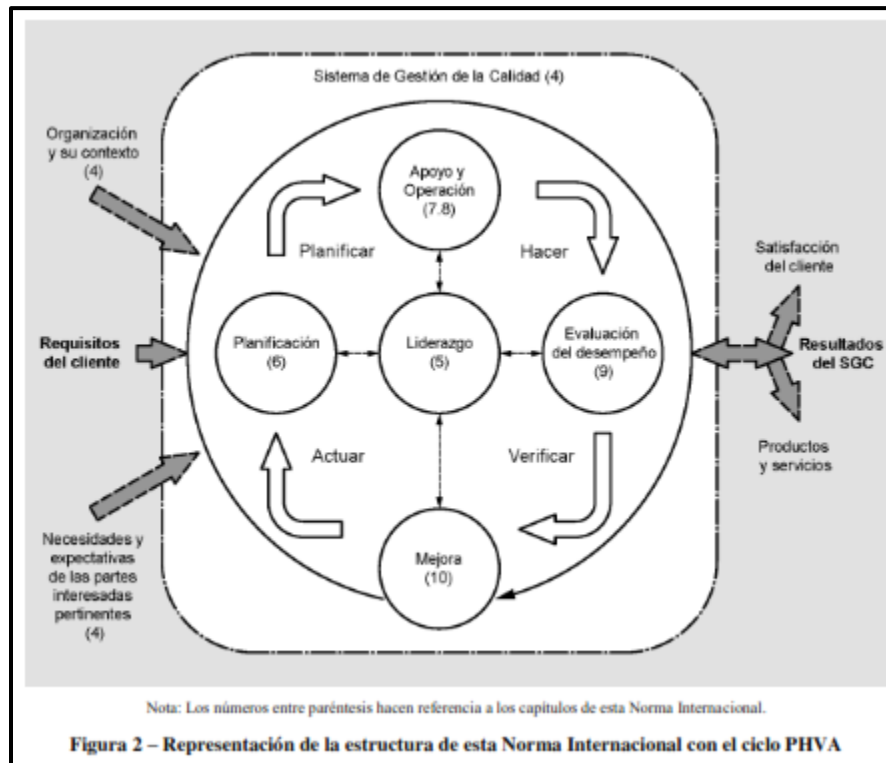 Sistema de Gestión de la Calidad (4)
Organización
y su contexto
(4)
Apoyo y
Operación
(7.8)
Planificar
Hacer
Satisfacción
del cliente
Requisitos
del cliente
Planificación
(6)
Liderazgo
(5)
Evaluación
del desempeño
(9)
Resultados
del SGC
Actuar
Verificar
Productos
y servicios
Necesidades y
expectativas
de las partes
interesadas
pertinentes
(4)
Mejora
(10)
Nota: Los números entre paréntesis hacen referencia a los capítulos de esta Norma Internacional.
Figura 2 – Representación de la estructura de esta Norma Internacional con el ciclo PHVA